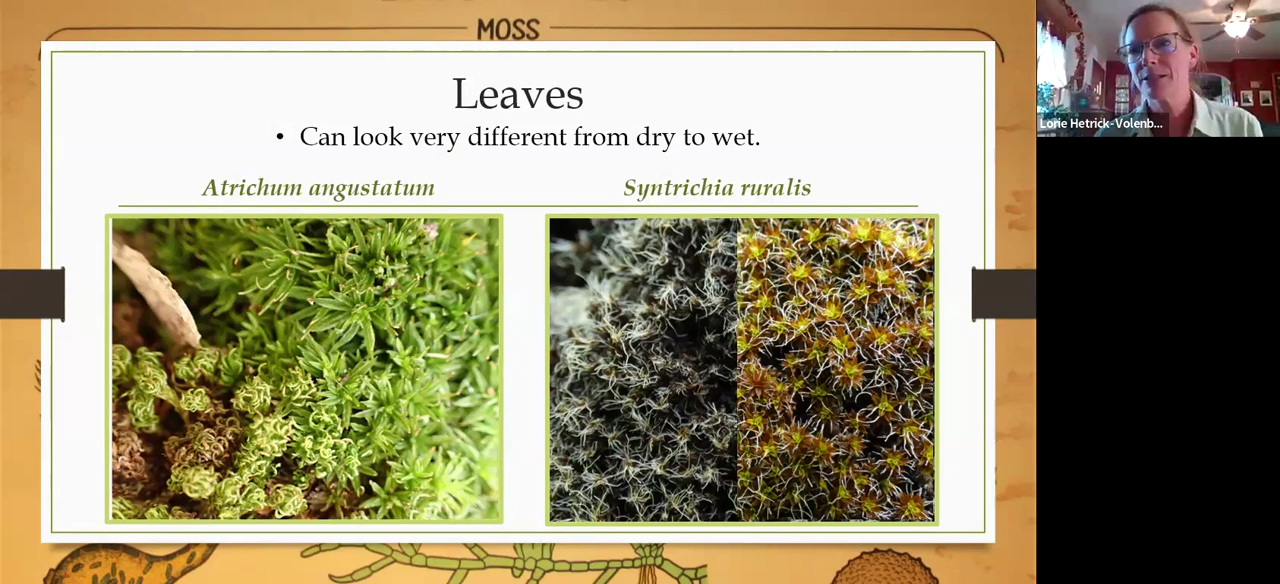 MOSS
Leaves
• Can look very different from dry to wet.
Atrichum angustatum
Syntrichia ruralis
Lorie Hetrick-Volenb...